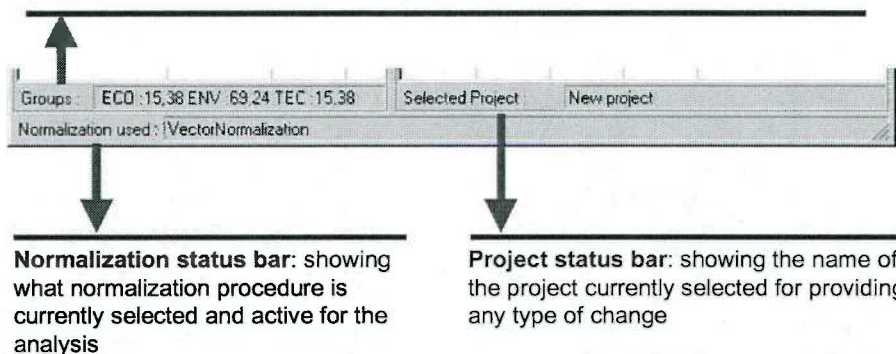 Groups : ECO :15,38 ENV :69.24 TEC :15.38 Selected Project : New project
Normalization used : VectorNormalization
Normalization status bar: showing
what normalization procedure is
currently selected and active for the
analysis
Project status bar: showing the name of
the project currently selected for providing
any type of change